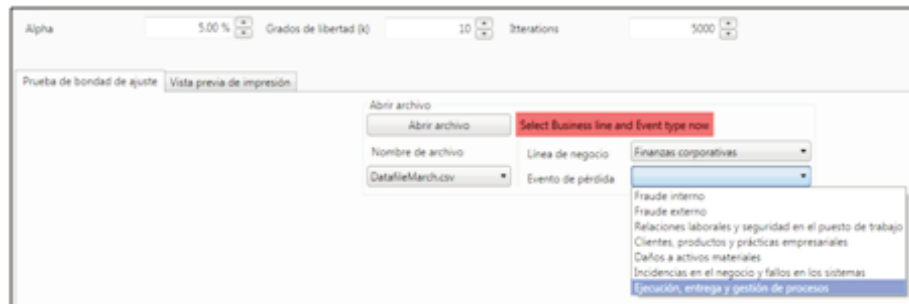 Alpha 5.00 % Grados de libertad (k) 10 Itterations 5000
Prueba de bondad de ajuste Vista previa de impresión
Abrir archivo
Abrir archivo Select Business line and Event type now
Nombre de archivo Línea de negocio Finanzas corporativas
DatafileMarch.csv Evento de pérdida
Fraude interno
Fraude externo
Relaciones laborales y seguridad en el puesto de trabajo
Clientes, productos y prácticas empresariales
Daños a activos materiales
Incidencias en el negocio y fallos en los sistemas
Ejecución, entrega y gestión de procesos